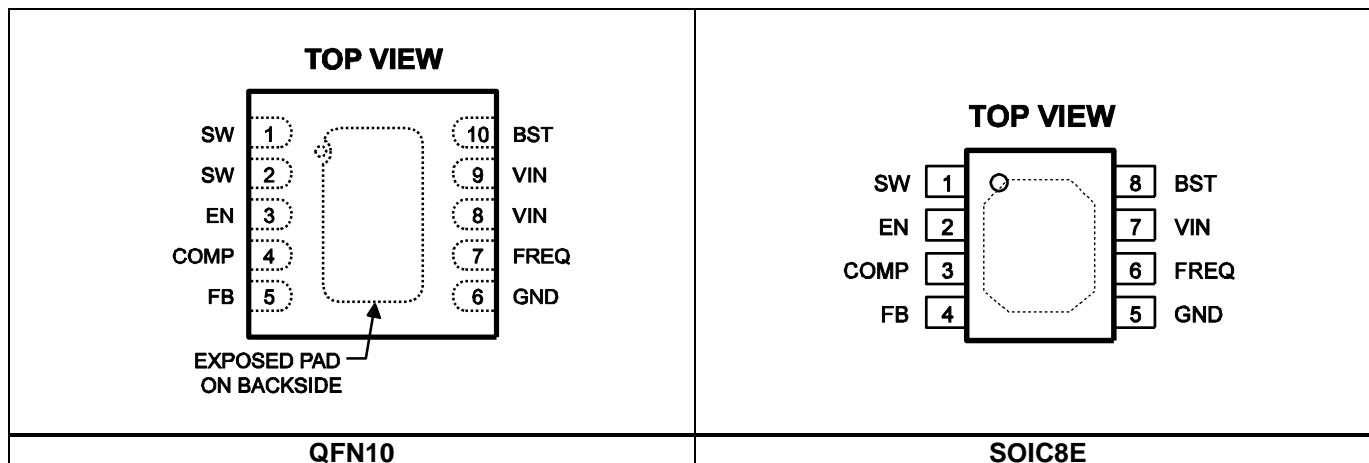 TOP VIEW
SW 1 10 BST
SW 2 9 VIN
EN 3 8 VIN
COMP 4 7 FREQ
FB 5 6 GND
EXPOSED PAD
ON BACKSIDE
QFN10
TOP VIEW
SW 1 8 BST
EN 2 7 VIN
COMP 3 6 FREQ
FB 4 5 GND
SOIC8E